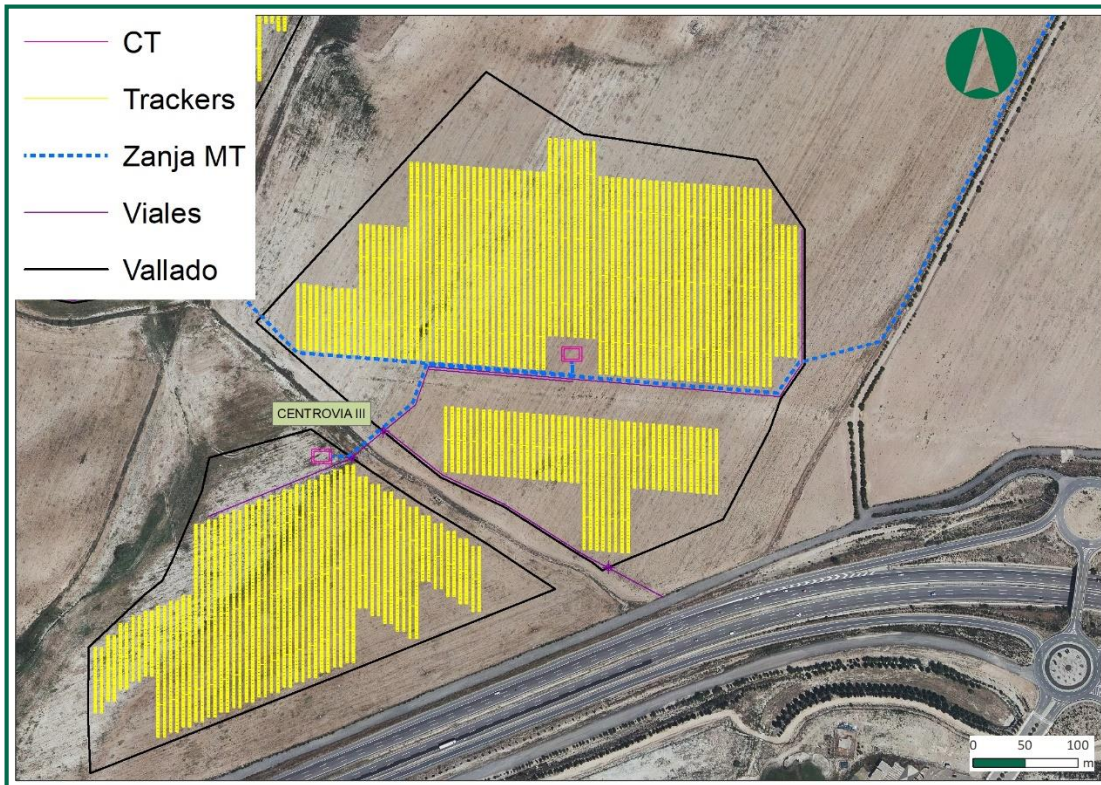 CT
Trackers
Zanja MT
Viales
Vallado
CENTROVIA III
0 50 100
m